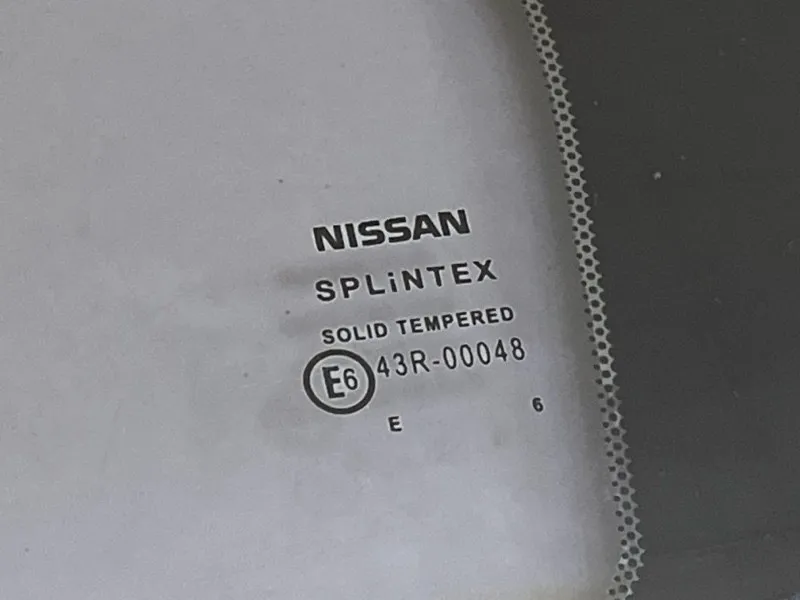 NISSAN
SPLiNTEX
SOLID TEMPERED
E6 43R-00048
E 6